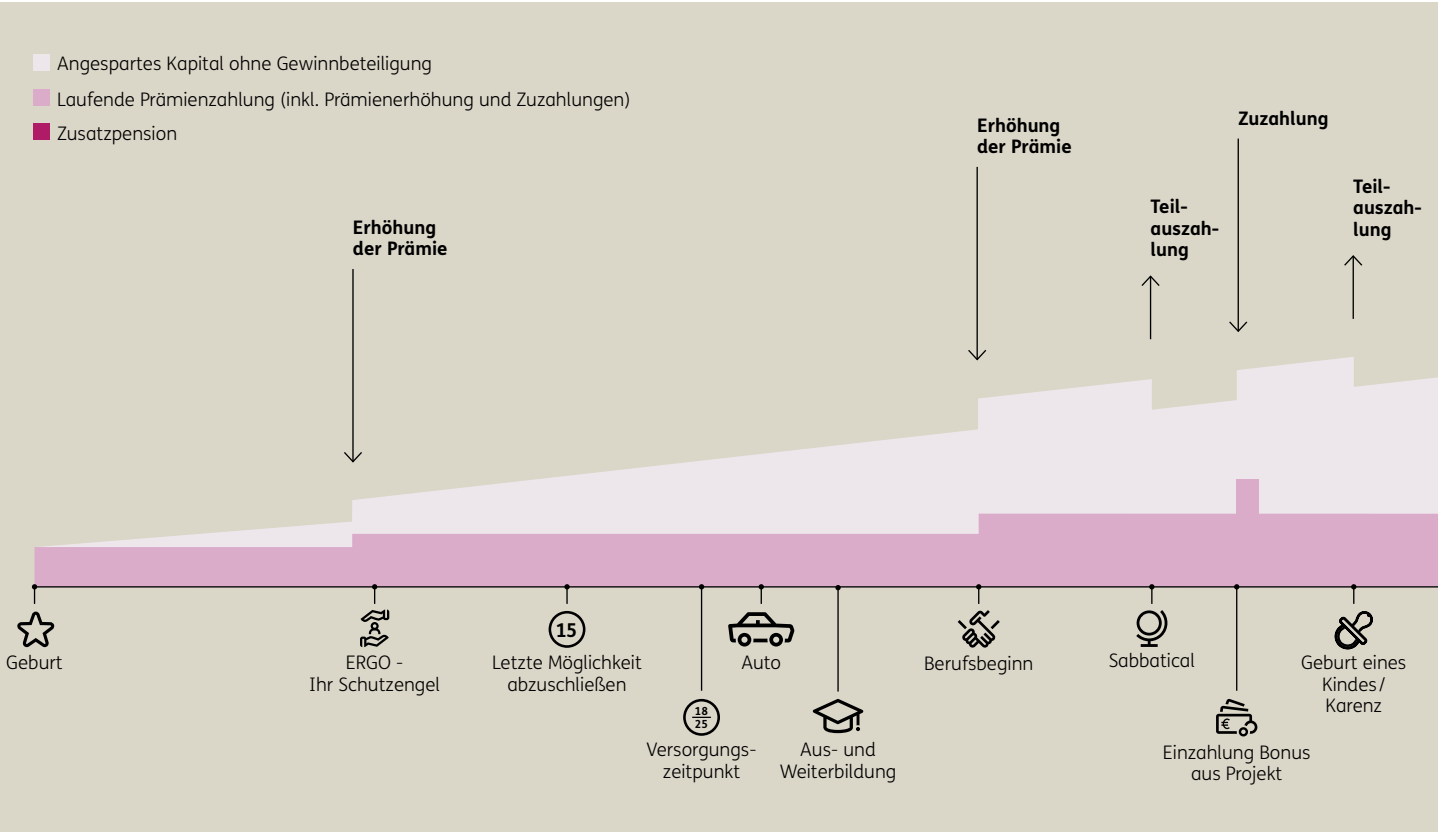 Angespartes Kapital ohne Gewinnbeteiligung
Laufende Prämienzahlung (inkl. Prämienerhöhung und Zuzahlungen)
Zusatzpension
Erhöhung
der Prämie
Erhöhung
der Prämie
Teil-
auszah-
lung
Zuzahlung
Teil-
auszah-
lung
Geburt
ERGO -
Ihr Schutzengel
15
Letzte Möglichkeit
abzuschließen
18
25
Versorgungs-
zeitpunkt
Auto
Aus- und
Weiterbildung
Berufsbeginn
Sabbatical
€
Einzahlung Bonus
aus Projekt
Geburt eines
Kindes/
Karenz